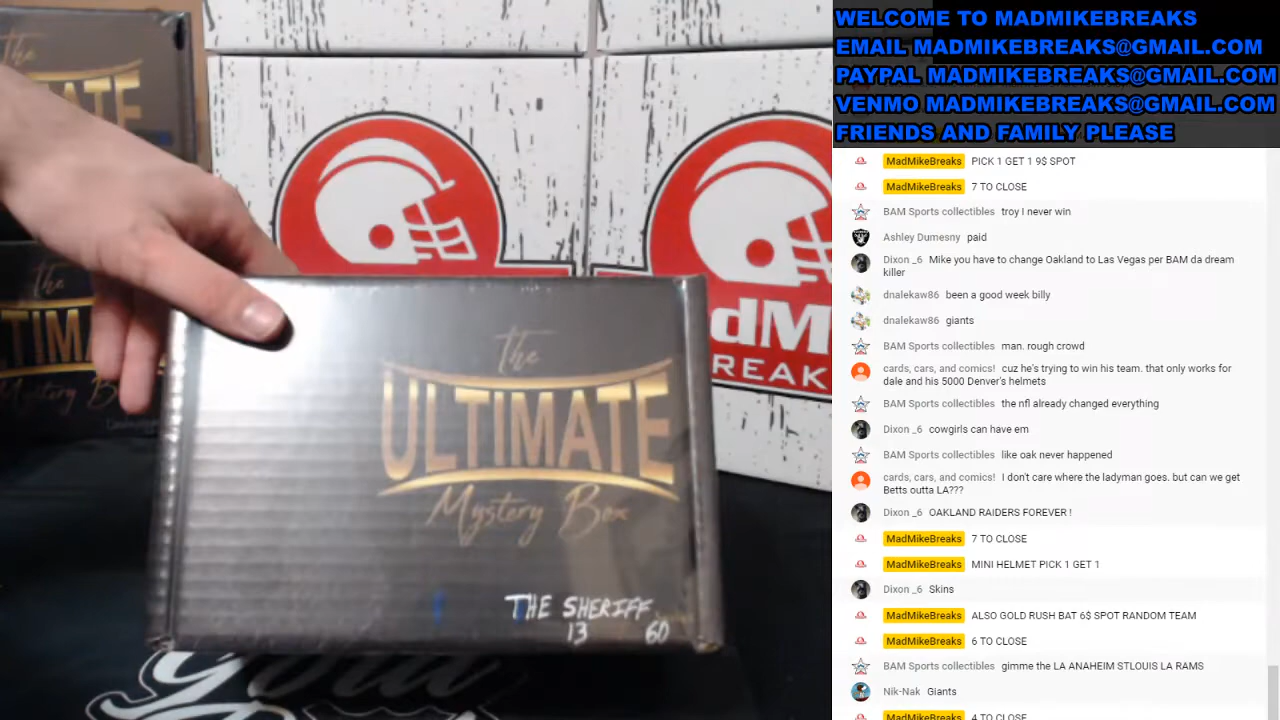 WELCOME TO MADMIKEBREAKS
EMAIL MADMIKEBREAKS@GMAIL.COM
PAYPAL MADMIKEBREAKS@GMAIL.COM
VENMO MADMIKEBREAKS@GMAIL.COM
FRIENDS AND FAMILY PLEASE
MadMikeBreaks PICK 1 GET 1 9$ SPOT
MadMikeBreaks 7 TO CLOSE
BAM Sports collectibles troy I never win
Ashley Dumesny paid
Dixon _6 Mike you have to change Oakland to Las Vegas per BAM da dream
killer
dnalekaw86 been a good week billy
dnalekaw86 giants
BAM Sports collectibles man. rough crowd
cards, cars, and comics! cuz he's trying to win his team. that only works for
dale and his 5000 Denver's helmets
BAM Sports collectibles the nfl already changed everything
Dixon _6 cowgirls can have em
BAM Sports collectibles like oak never happened
cards, cars, and comics! I don't care where the ladyman goes. but can we get
Betts outta LA???
Dixon _6 OAKLAND RAIDERS FOREVER !
MadMikeBreaks 7 TO CLOSE
MadMikeBreaks MINI HELMET PICK 1 GET 1
Dixon _6 Skins
MadMikeBreaks ALSO GOLD RUSH BAT 6$ SPOT RANDOM TEAM
MadMikeBreaks 6 TO CLOSE
BAM Sports collectibles gimme the LA ANAHEIM STLOUIS LA RAMS
Nik-Nak Giants
MadMikeBreaks 4 TO CLOSE
the
ULTIMATE
Mystery Box
THE SHERIFF
13 60
the
the
Mystery
dM
REAK